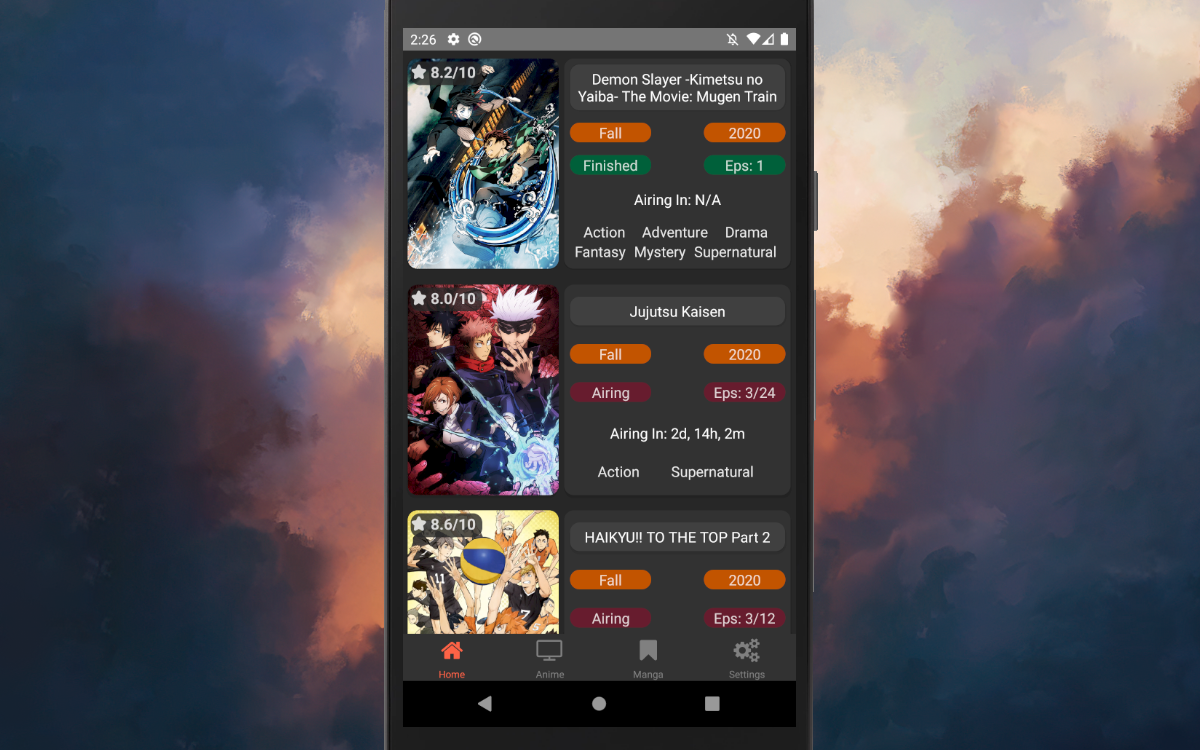 2:26
8.2/10
Demon Slayer -Kimetsu no
Yaiba- The Movie: Mugen Train
Fall 2020
Finished Eps: 1
Airing In: N/A
Action Adventure Drama
Fantasy Mystery Supernatural
8.0/10
Jujutsu Kaisen
Fall 2020
Airing Eps: 3/24
Airing In: 2d, 14h, 2m
Action Supernatural
8.6/10
HAIKYU!! TO THE TOP Part 2
Fall 2020
11
7
Airing Eps: 3/12
Home Anime Manga Settings